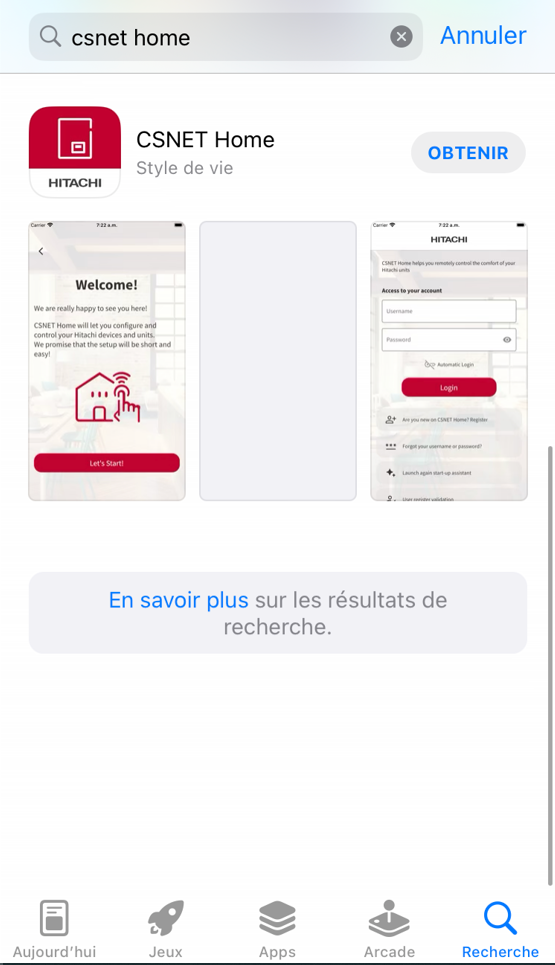 csnet home
Annuler
CSNET Home
Style de vie
OBTENIR
HITACHI
Carrier
7:22 a.m.
Welcome!
We are really happy to see you here!
CSNET Home will let you configure and
control your Hitachi devices and units.
We promise that the setup will be short and
easy!
Let's Start!
Carrier
7:22 a.m.
HITACHI
CSNET Home helps you remotely control the comfort of your
Hitachi units
Access to your account
Username
Password
Automatic Login
Login
Are you new on CSNET Home? Register
Forgot your username or password?
Launch again start-up assistant
User register validation
En savoir plus sur les résultats de
recherche.
Aujourd'hui
Jeux
Apps
Arcade
Recherche